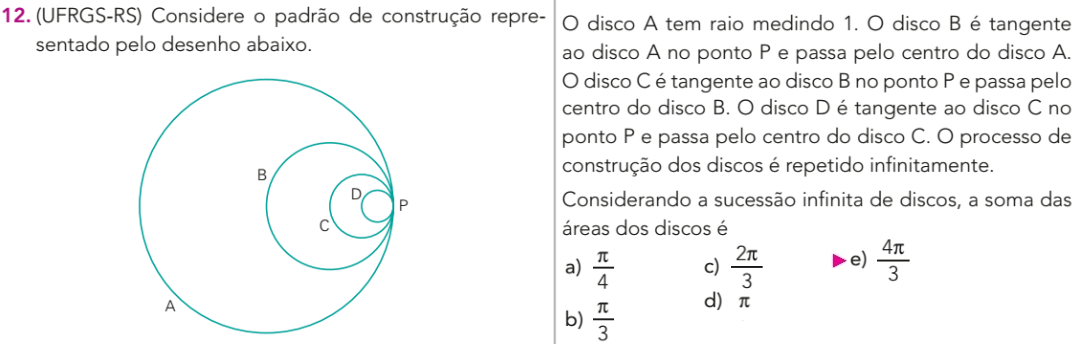 12. (UFRGS-RS) Considere o padrão de construção repre-
sentado pelo desenho abaixo.
B
D
P
C
A
O disco A tem raio medindo 1. O disco B é tangente
ao disco A no ponto P e passa pelo centro do disco A.
O disco C é tangente ao disco B no ponto P e passa pelo
centro do disco B. O disco D é tangente ao disco C no
ponto P e passa pelo centro do disco C. O processo de
construção dos discos é repetido infinitamente.
Considerando a sucessão infinita de discos, a soma das
áreas dos discos é
a) π/4
b) π/3
c) 2π/3
d) π
e) 4π/3